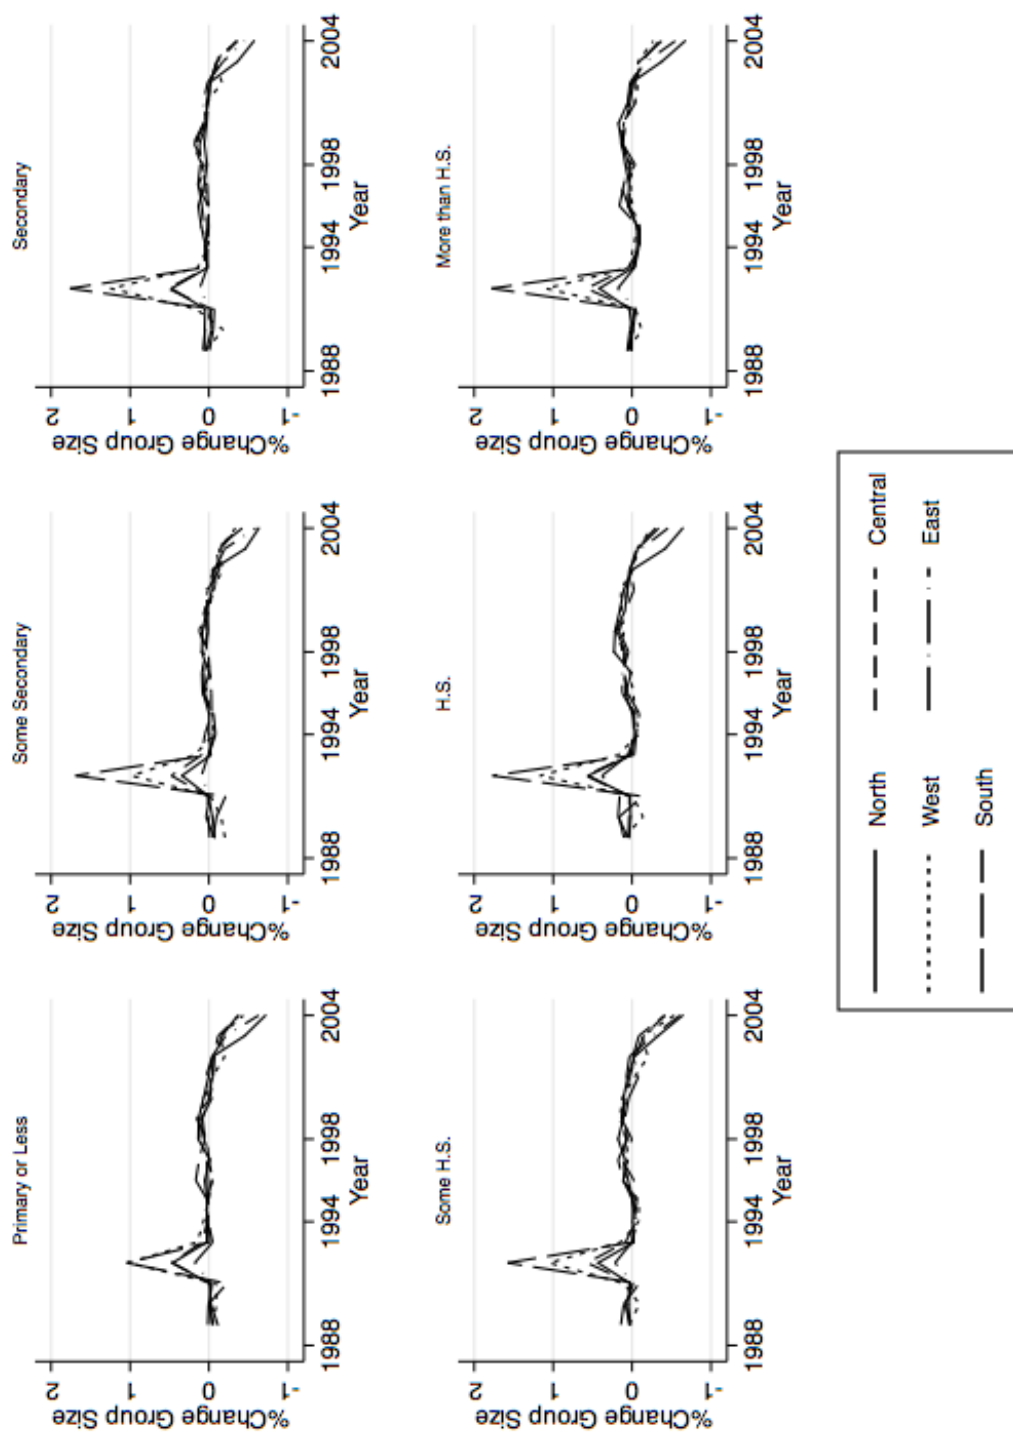 Primary or Less
%Change Group Size
2
1
0
-1
1988 1994 1998 2004
Year
Some Secondary
%Change Group Size
2
1
0
-1
1988 1994 1998 2004
Year
Secondary
%Change Group Size
2
1
0
-1
1988 1994 1998 2004
Year
Some H.S.
%Change Group Size
2
1
0
-1
1988 1994 1998 2004
Year
H.S.
%Change Group Size
2
1
0
-1
1988 1994 1998 2004
Year
More than H.S.
%Change Group Size
2
1
0
-1
1988 1994 1998 2004
Year
North Central
West East
South